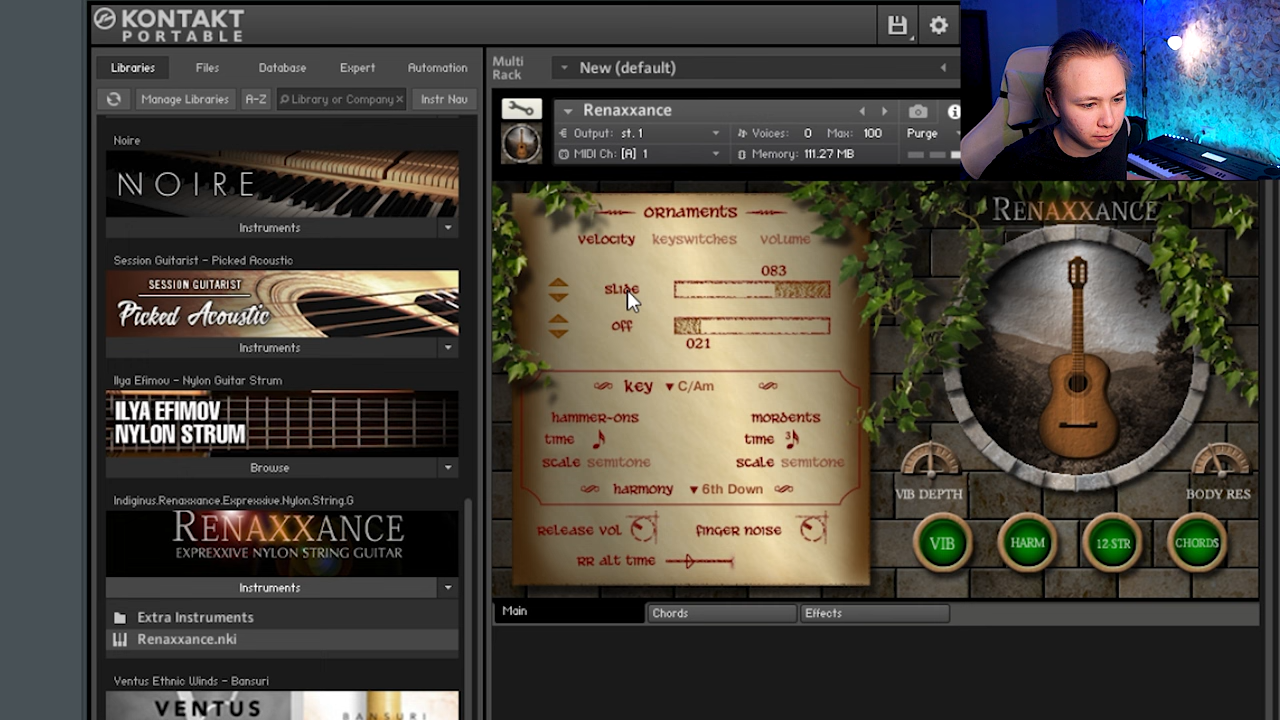 KONTAKT
PORTABLE
Libraries Files Database Expert Automation
Manage Libraries A-Z Library or Company × Instr Nav
Noire
NOIRE
Instruments
Session Guitarist - Picked Acoustic
SESSION GUITARIST
Picked Acoustic
Instruments
Ilya Efimov - Nylon Guitar Strum
ILYA EFIMOV
NYLON STRUM
Browse
Indiginus.Renaxxance.Exprexxive.Nylon.String.G
RENAXXANCE
EXPREXXIVE NYLON STRING GUITAR
Instruments
Extra Instruments
Renaxxance.nki
Ventus Ethnic Winds - Bansuri
VENTUS BANSURI
Multi
Rack
New (default)
Renaxxance
Output: st.1 Voices: 0 Max: 100 Purge
MIDI Ch: [A] 1 Memory: 111.27 MB
ORNAMENTS
velocity keyswitches volume
083
slide
off
021
key ▼ C/Am
hammer-ons mordents
time time 3
scale semitone scale semitone
harmony ▼ 6th Down
release vol finger noise
RR alt time
RENAXXANCE
VIB DEPTH BODY RES
VIB HARM 12-STR CHORDS
Main Chords Effects